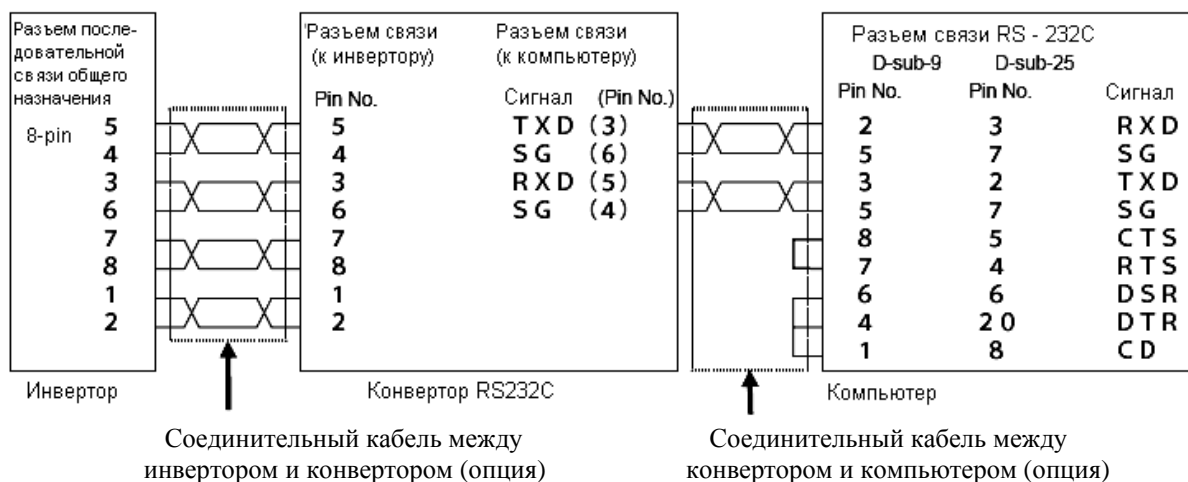 Разъем после-
довательной
связи общего
назначения
8-pin
5
4
3
6
7
8
1
2
Инвертор
Разъем связи
(к инвертору)
Pin No.
5
4
3
6
7
8
1
2
Разъем связи
(к компьютеру)
Сигнал (Pin No.)
TXD (3)
SG (6)
RXD (5)
SG (4)
Конвертор RS232C
Разъем связи RS - 232C
D-sub-9 D-sub-25
Pin No. Pin No. Сигнал
2 3 RXD
5 7 SG
3 2 TXD
5 7 SG
8 5 CTS
7 4 RTS
6 6 DSR
4 20 DTR
1 8 CD
Компьютер
Соединительный кабель между
инвертором и конвертором (опция)
Соединительный кабель между
конвертором и компьютером (опция)